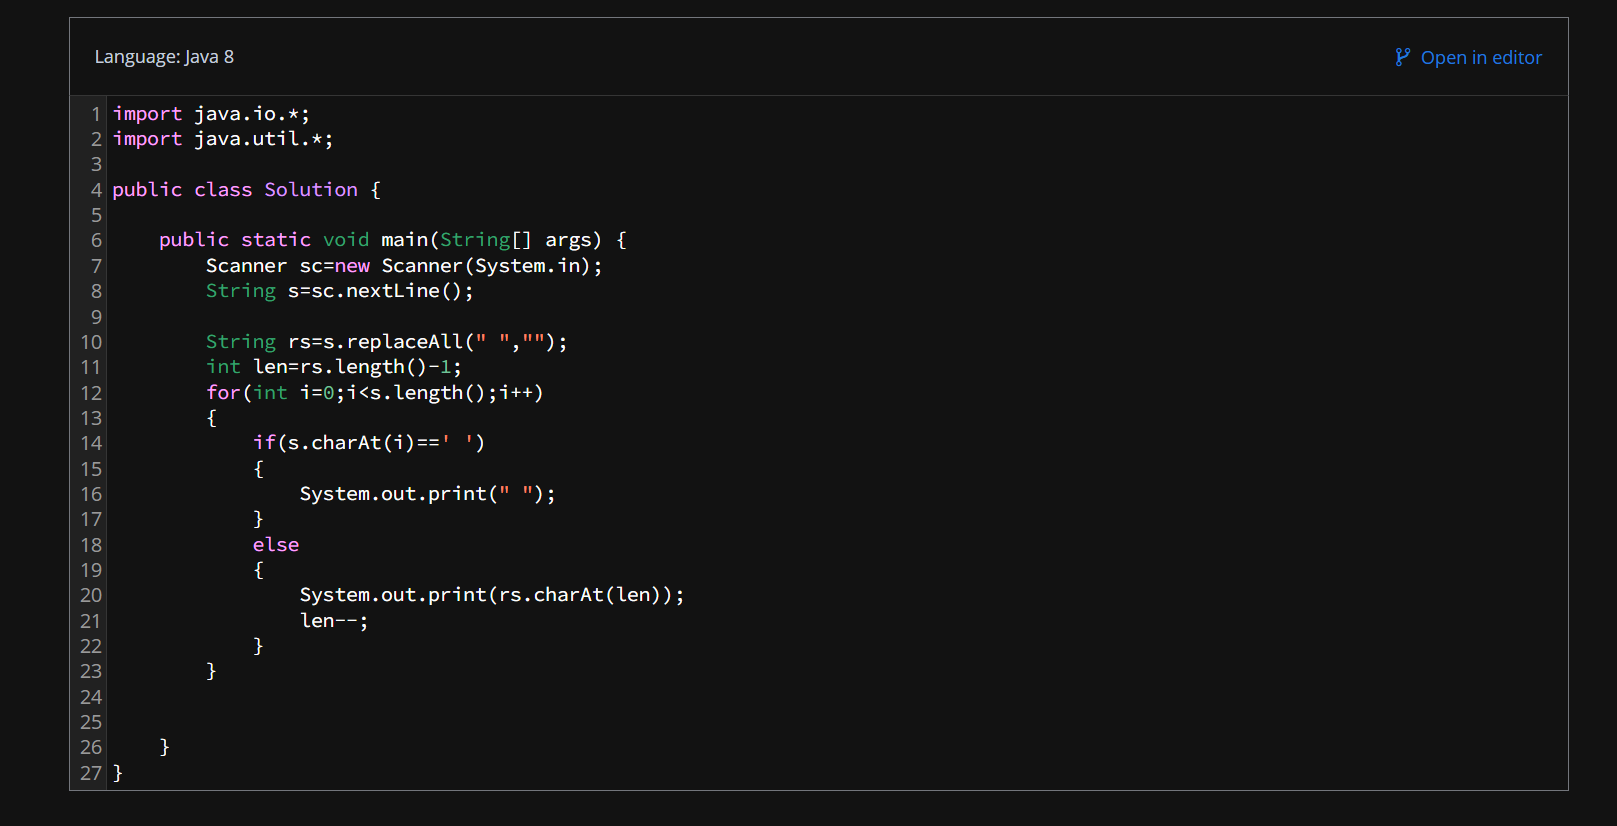 Language: Java 8
Open in editor
1 import java.io.*;
2 import java.util.*;
3
4 public class Solution {
5
6     public static void main(String[] args) {
7         Scanner sc=new Scanner(System.in);
8         String s=sc.nextLine();
9
10         String rs=s.replaceAll(" ","");
11         int len=rs.length()-1;
12         for(int i=0;i<s.length();i++)
13         {
14             if(s.charAt(i)==' ')
15             {
16                 System.out.print(" ");
17             }
18             else
19             {
20                 System.out.print(rs.charAt(len));
21                 len--;
22             }
23         }
24
25
26     }
27 }